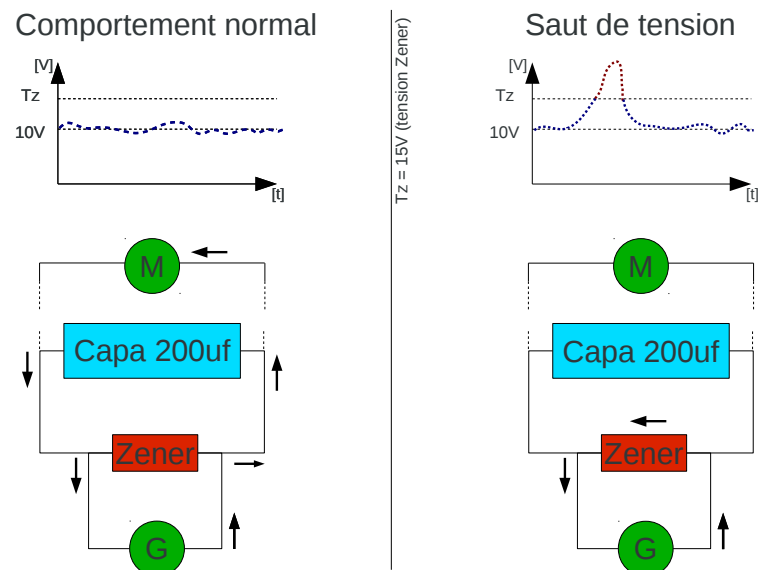 Comportement normal
[V]
Tz
10V
[t]
M
Capa 200uf
Zener
G
Tz = 15V (tension Zener)
Saut de tension
[V]
Tz
10V
[t]
M
Capa 200uf
Zener
G